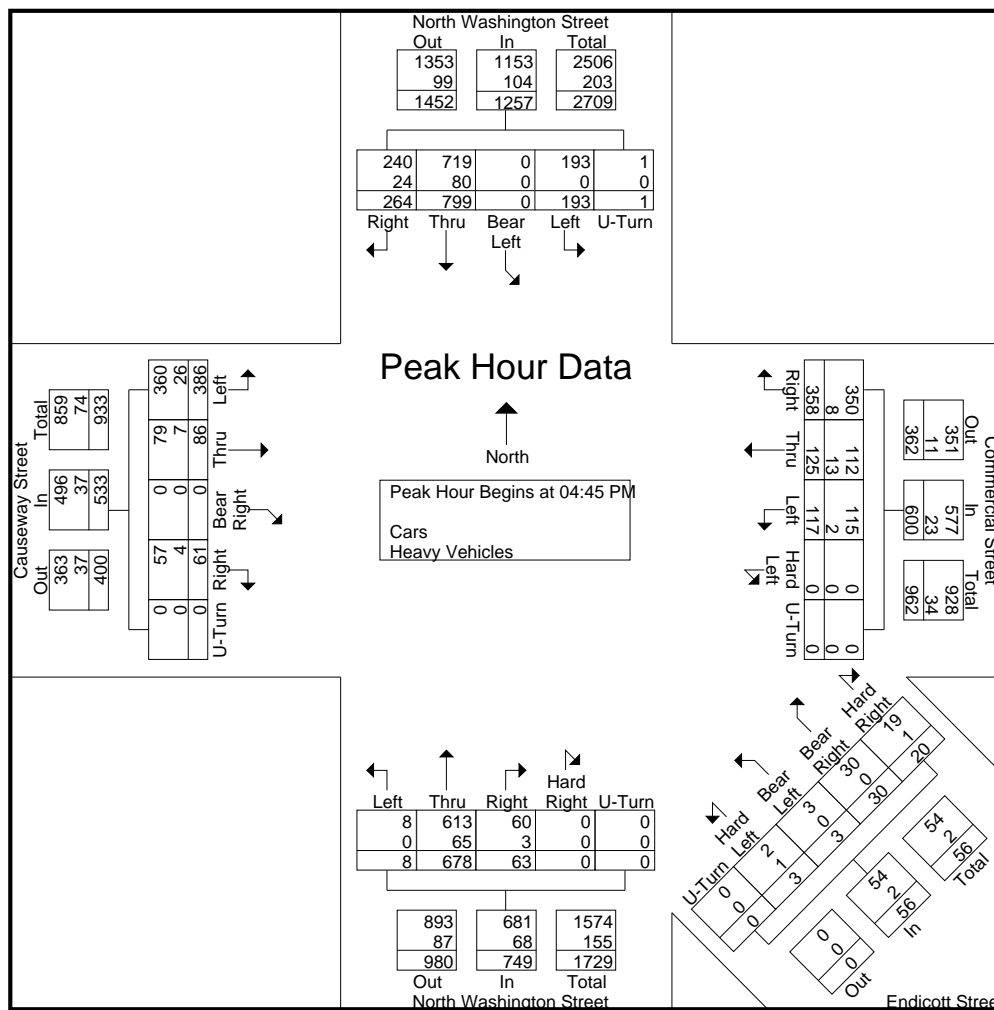 North Washington Street
Out In Total
1353 1153 2506
99 104 203
1452 1257 2709
240 719 0 193 1
24 80 0 0 0
264 799 0 193 1
Right Thru Bear Left Left U-Turn
Peak Hour Data
North
Peak Hour Begins at 04:45 PM
Cars
Heavy Vehicles
Causeway Street
Out In Total
363 496 859
37 37 74
400 533 933
U-Turn Right Bear Right Thru Left
0 57 0 79 360
0 4 0 7 26
0 61 0 86 386
Commercial Street
Out In Total
351 577 928
11 23 34
362 600 962
350 112 115 0 0
8 13 2 0 0
358 125 117 0 0
Right Thru Left Hard Left U-Turn
Left Thru Right Hard Right U-Turn
8 613 60 0 0
0 65 3 0 0
8 678 63 0 0
893 681 1574
87 68 155
980 749 1729
Out In Total
North Washington Street
U-Turn Hard Left Bear Left Bear Right Hard Right
0 2 3 30 19
0 1 0 0 1
0 3 3 30 20
0 54 54
0 2 2
0 56 56
Out In Total
Endicott Stree